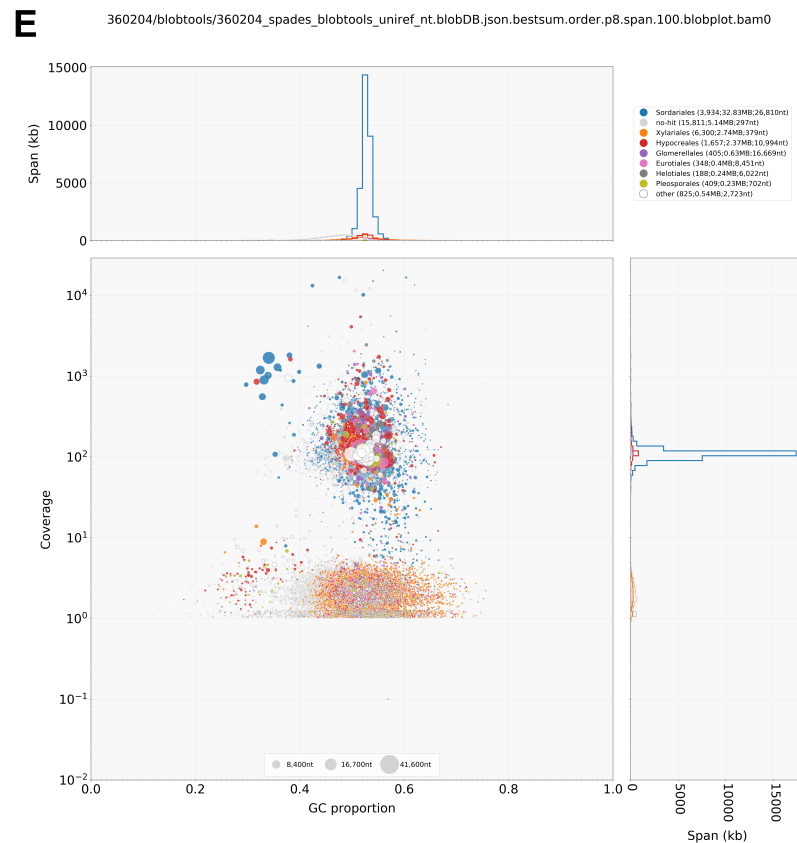 E
360204/blobtools/360204_spades_blobtools_uniref_nt.blobDB.json.bestsum.order.p8.span.100.blobplot.bam0
15000
10000
5000
0
Span (kb)
Sordariales (3,934;32.83MB;26,810nt)
no-hit (15,811;5.14MB;297nt)
Xylariales (6,300;2.74MB;379nt)
Hypocreales (1,657;2.37MB;10,994nt)
Glomerellales (405;0.63MB;16,669nt)
Eurotiales (348;0.4MB;8,451nt)
Helotiales (188;0.24MB;6,022nt)
Pleosporales (409;0.23MB;702nt)
other (825;0.54MB;2,723nt)
10⁴
10³
10²
10¹
10⁰
10⁻¹
10⁻²
Coverage
8,400nt 16,700nt 41,600nt
0.0 0.2 0.4 0.6 0.8 1.0
GC proportion
0 5000 10000 15000
Span (kb)